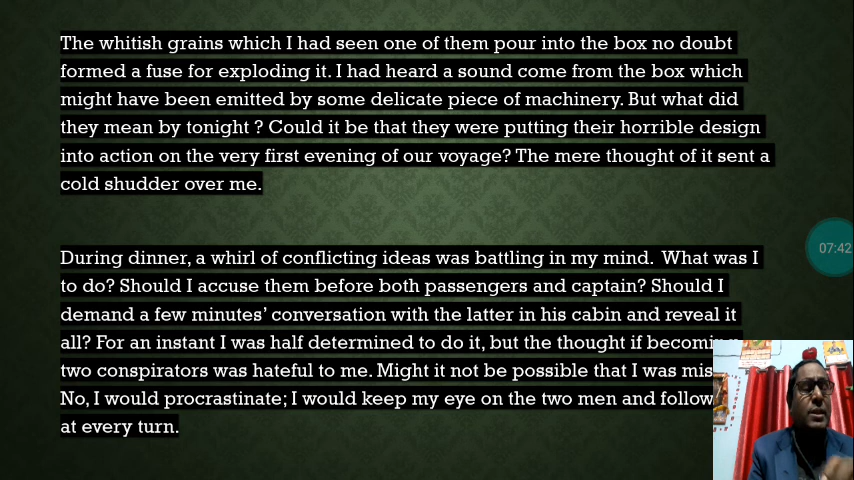 The whitish grains which I had seen one of them pour into the box no doubt
formed a fuse for exploding it. I had heard a sound come from the box which
might have been emitted by some delicate piece of machinery. But what did
they mean by tonight ? Could it be that they were putting their horrible design
into action on the very first evening of our voyage? The mere thought of it sent a
cold shudder over me.
During dinner, a whirl of conflicting ideas was battling in my mind. What was I
to do? Should I accuse them before both passengers and captain? Should I
demand a few minutes’ conversation with the latter in his cabin and reveal it
all? For an instant I was half determined to do it, but the thought if
two conspirators was hateful to me. Might it not be possible that I was
No, I would procrastinate; I would keep my eye on the two men and follow
at every turn.
07:42